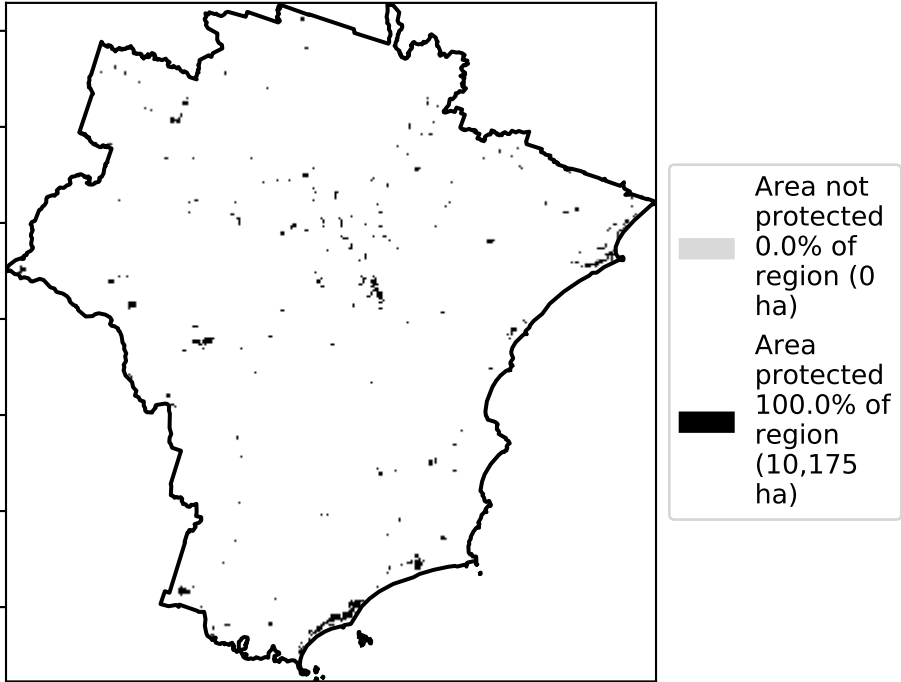 Area not
protected
0.0% of
region (0
ha)
Area
protected
100.0% of
region
(10,175
ha)